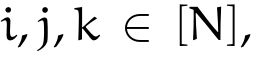 i, j, k ∈ [N],